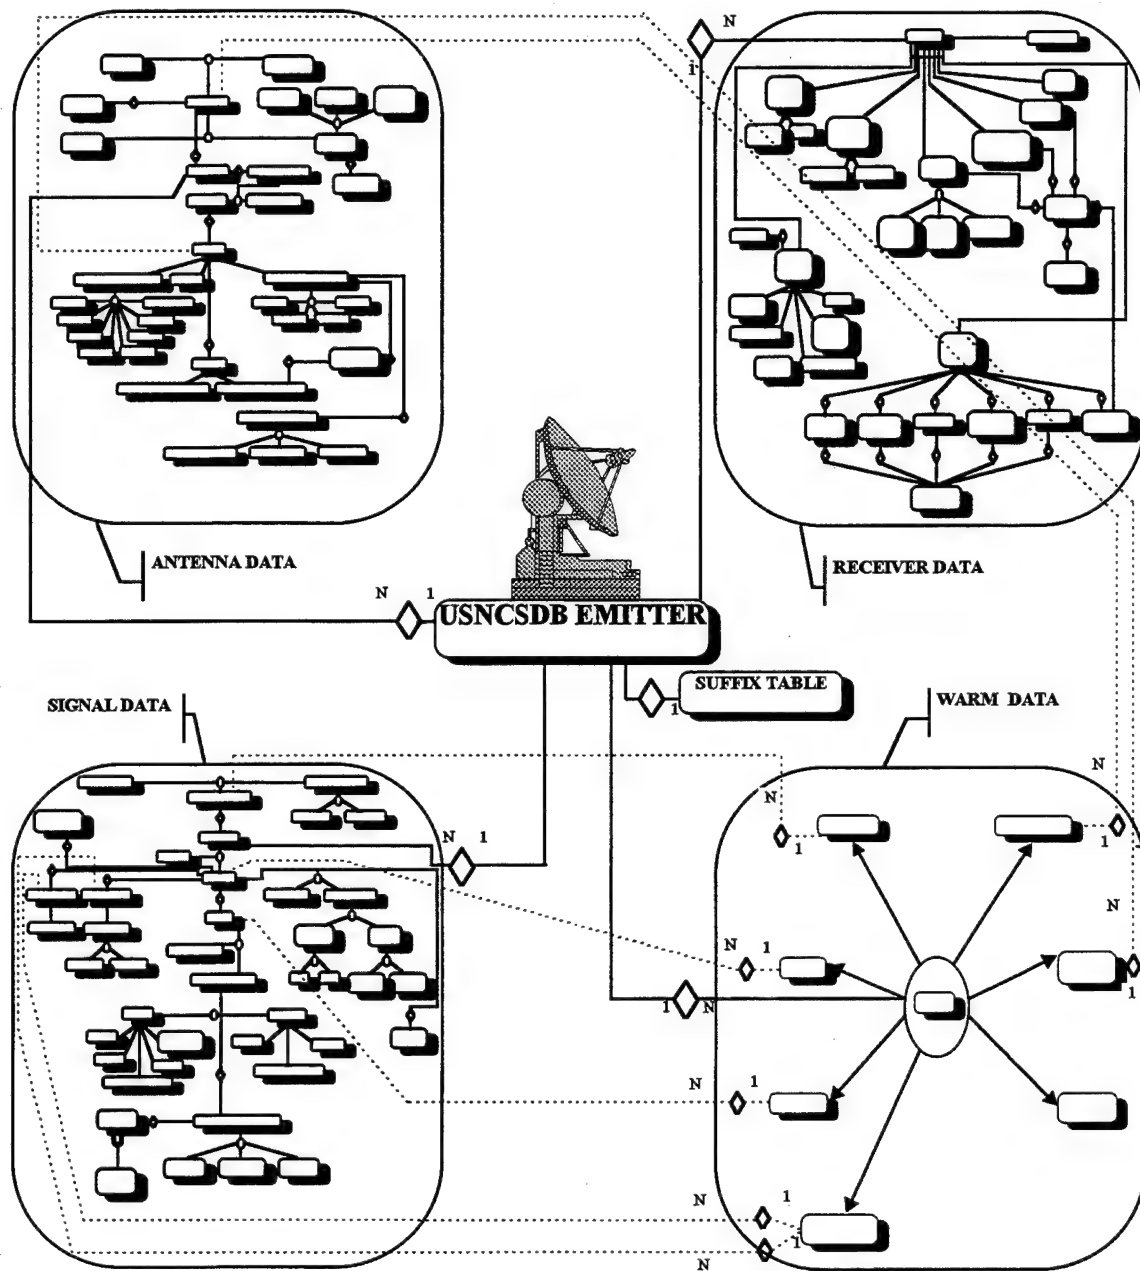 N
1
ANTENNA DATA
RECEIVER DATA
N
1
USNCSDB EMITTER
SUFFIX TABLE
1
SIGNAL DATA
WARM DATA
N
N
N
1
1
1
N
1
N
N
1
1
1
N
N
1
N
1
1
N